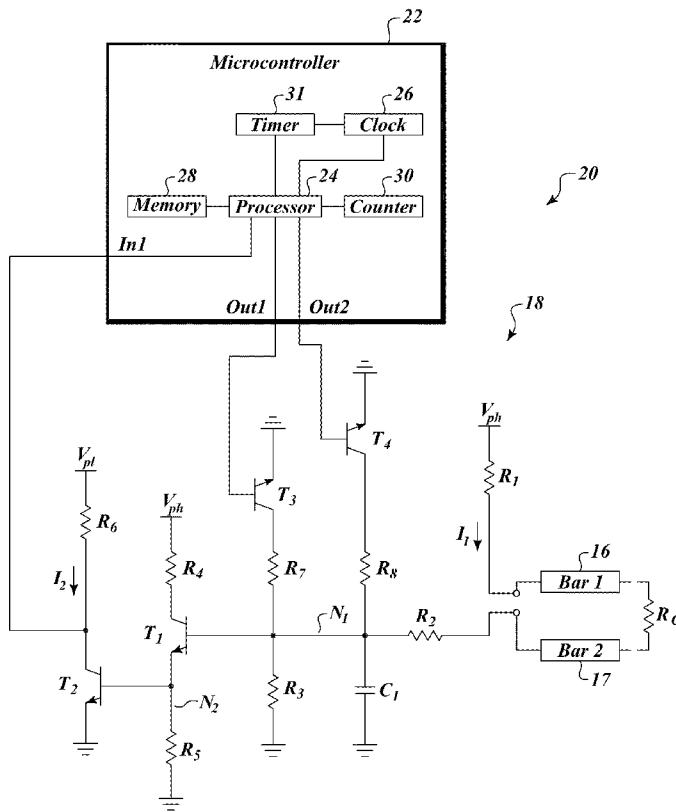 22
Microcontroller
31
26
Timer
Clock
28
24
30
20
Memory
Processor
Counter
In1
Out1
Out2
18
T4
Vph
Vpl
T3
R1
Vph
R6
I1
16
R4
R7
R8
Bar 1
I2
N1
R2
T1
Bar 2
17
T2
R3
C1
N2
R5